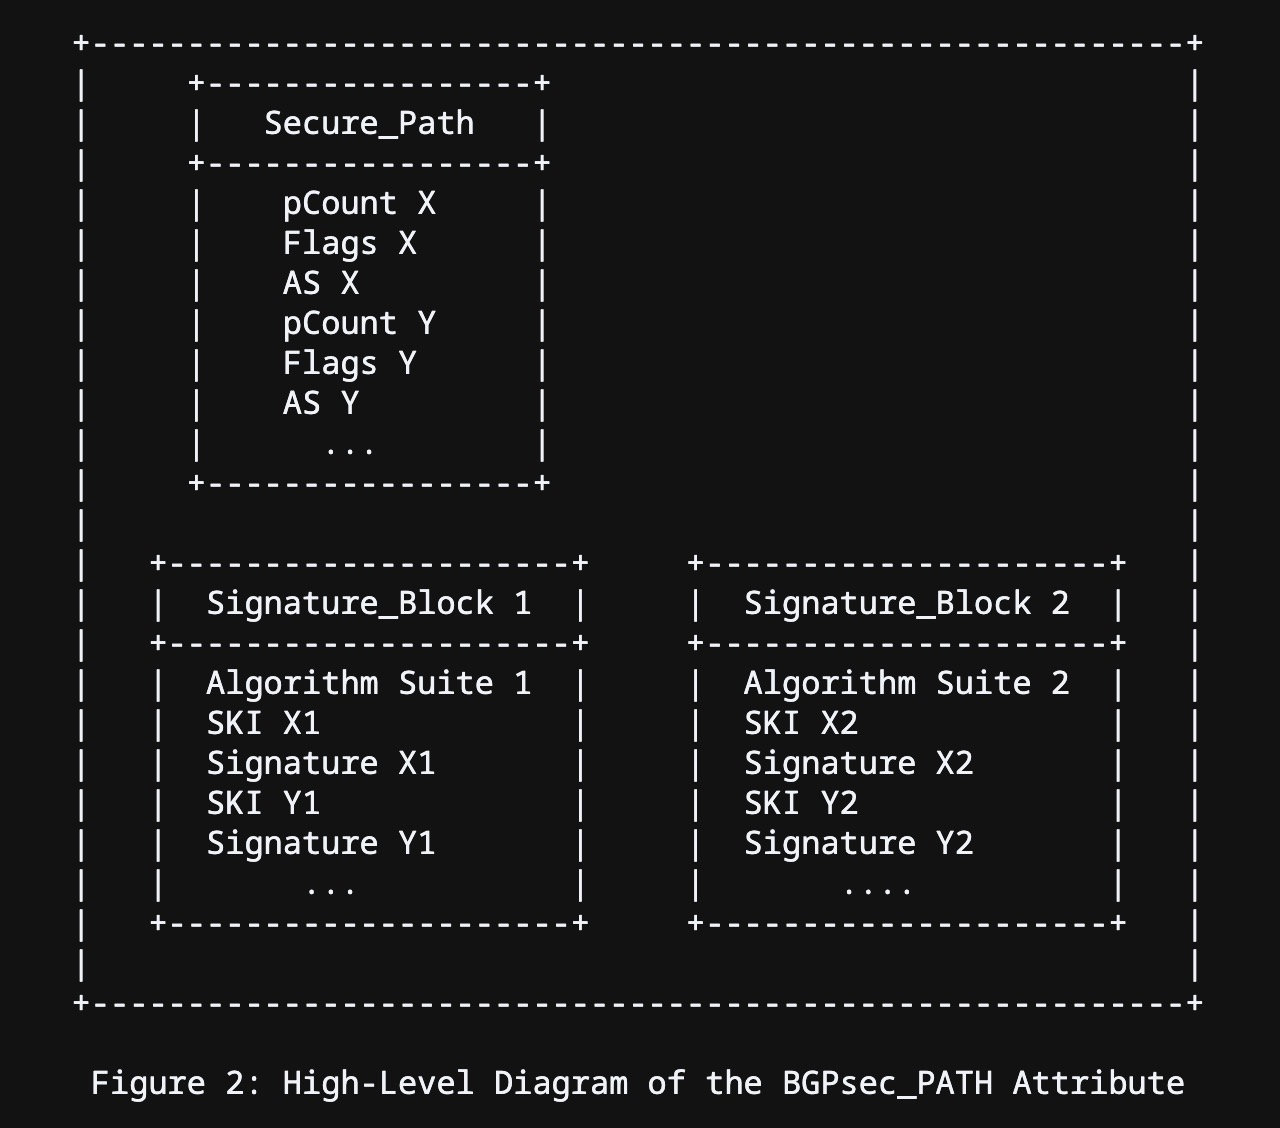 +---------------------------------------------------------+
|     +-----------------+                                 |
|     |   Secure_Path   |                                 |
|     +-----------------+                                 |
|     |    pCount X     |                                 |
|     |    Flags X      |                                 |
|     |    AS X         |                                 |
|     |    pCount Y     |                                 |
|     |    Flags Y      |                                 |
|     |    AS Y         |                                 |
|     |      ...        |                                 |
|     +-----------------+                                 |
|                                                         |
|   +---------------------+     +---------------------+   |
|   |  Signature_Block 1  |     |  Signature_Block 2  |   |
|   +---------------------+     +---------------------+   |
|   |  Algorithm Suite 1  |     |  Algorithm Suite 2  |   |
|   |  SKI X1             |     |  SKI X2             |   |
|   |  Signature X1       |     |  Signature X2       |   |
|   |  SKI Y1             |     |  SKI Y2             |   |
|   |  Signature Y1       |     |  Signature Y2       |   |
|   |       ...           |     |       ....          |   |
|   +---------------------+     +---------------------+   |
|                                                         |
+---------------------------------------------------------+
Figure 2: High-Level Diagram of the BGPsec_PATH Attribute